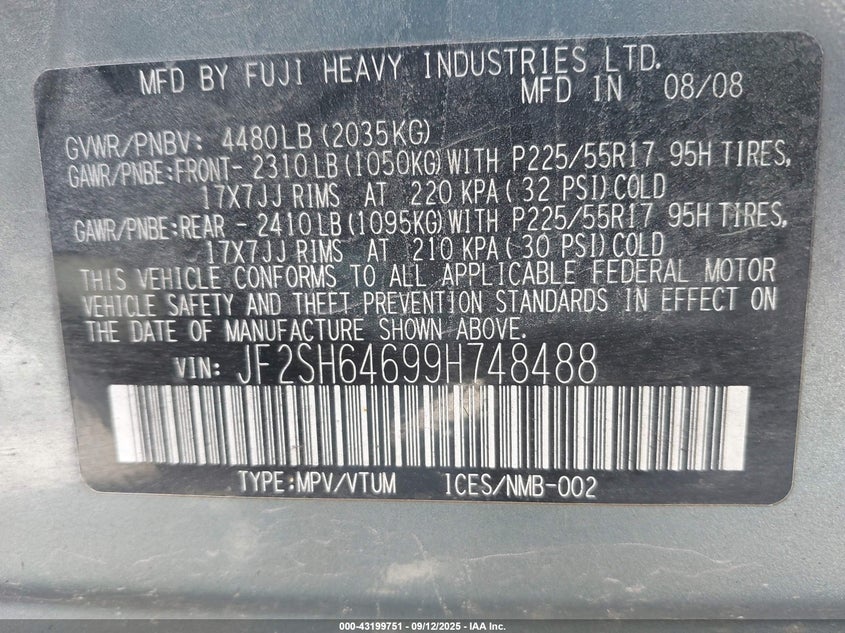 MFD BY FUJI HEAVY INDUSTRIES LTD.
MFD IN 08/08
GVWR/PNBV: 4480LB(2035KG)
GAWR/PNBE:FRONT- 2310LB(1050KG)WITH P225/55R17 95H TIRES,
17X7JJ RIMS AT 220 KPA( 32 PSI)COLD
GAWR/PNBE:REAR - 2410LB(1095KG)WITH P225/55R17 95H TIRES,
17X7JJ RIMS AT 210 KPA( 30 PSI)COLD
THIS VEHICLE CONFORMS TO ALL APPLICABLE FEDERAL MOTOR
VEHICLE SAFETY AND THEFT PREVENTION STANDARDS IN EFFECT ON
THE DATE OF MANUFACTURE SHOWN ABOVE.
VIN: JF2SH64699H748488
TYPE:MPV/VTUM ICES/NMB-002
000-43199751 - 09/12/2025 - IAA Inc.